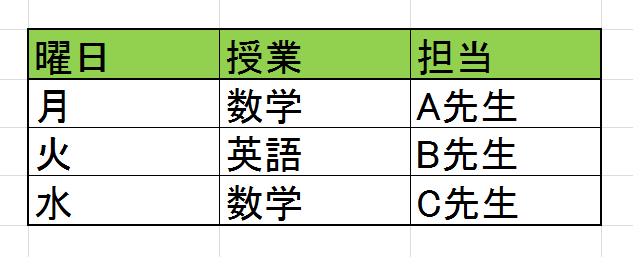 曜日 授業 担当
月 数学 A先生
火 英語 B先生
水 数学 C先生